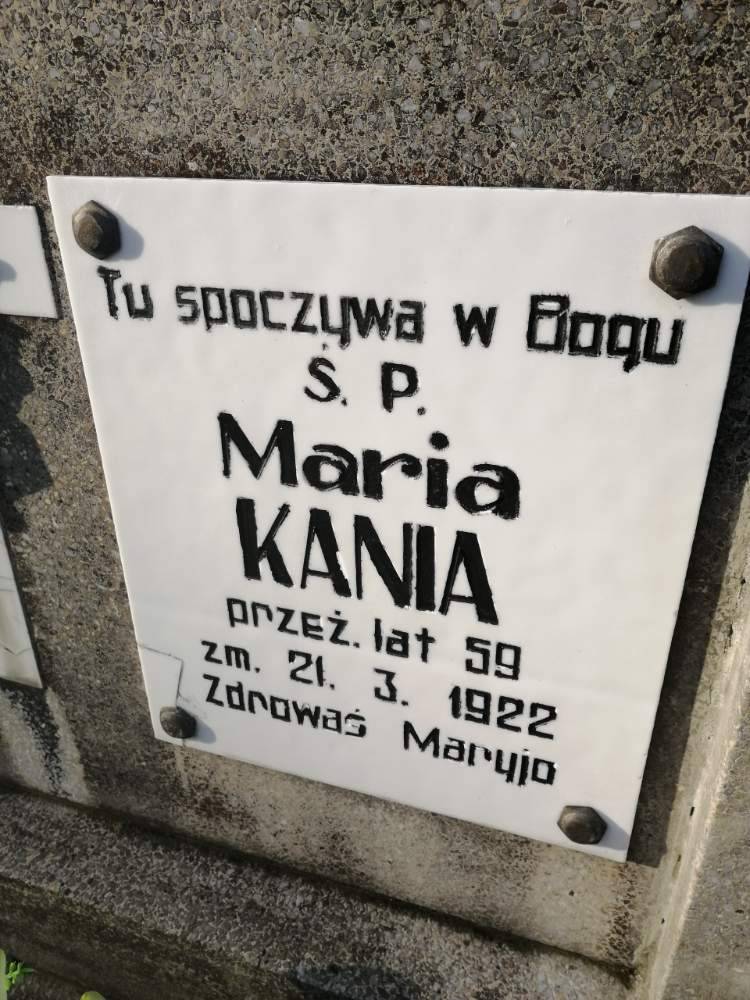 Tu spoczywa w Bogu
Ś. P.
Maria
KANIA
przeż. lat 59
zm. 21. 3. 1922
Zdrowaś Maryjo